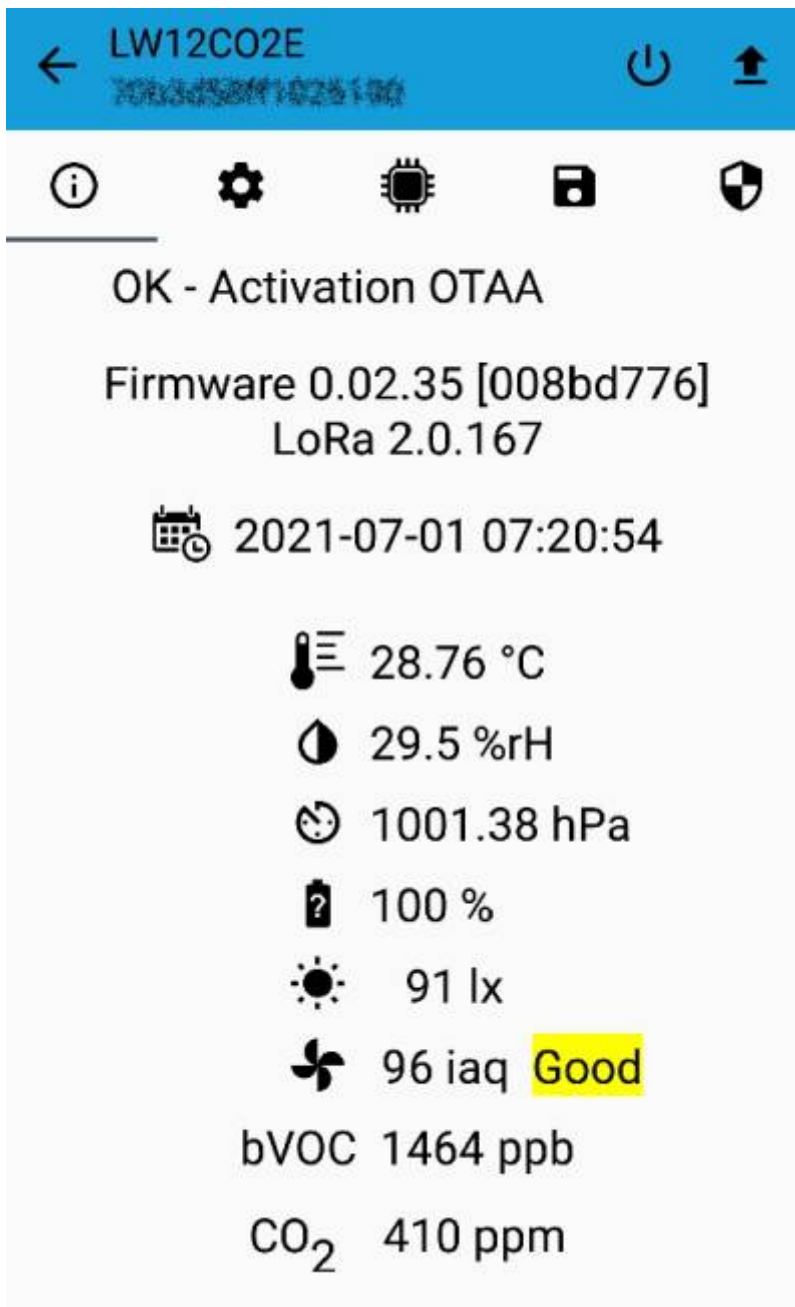 LW12CO2E
OK - Activation OTAA
Firmware 0.02.35 [008bd776]
LoRa 2.0.167
2021-07-01 07:20:54
28.76 °C
29.5 %rH
1001.38 hPa
100 %
91 lx
96 iaq Good
bVOC 1464 ppb
CO₂ 410 ppm